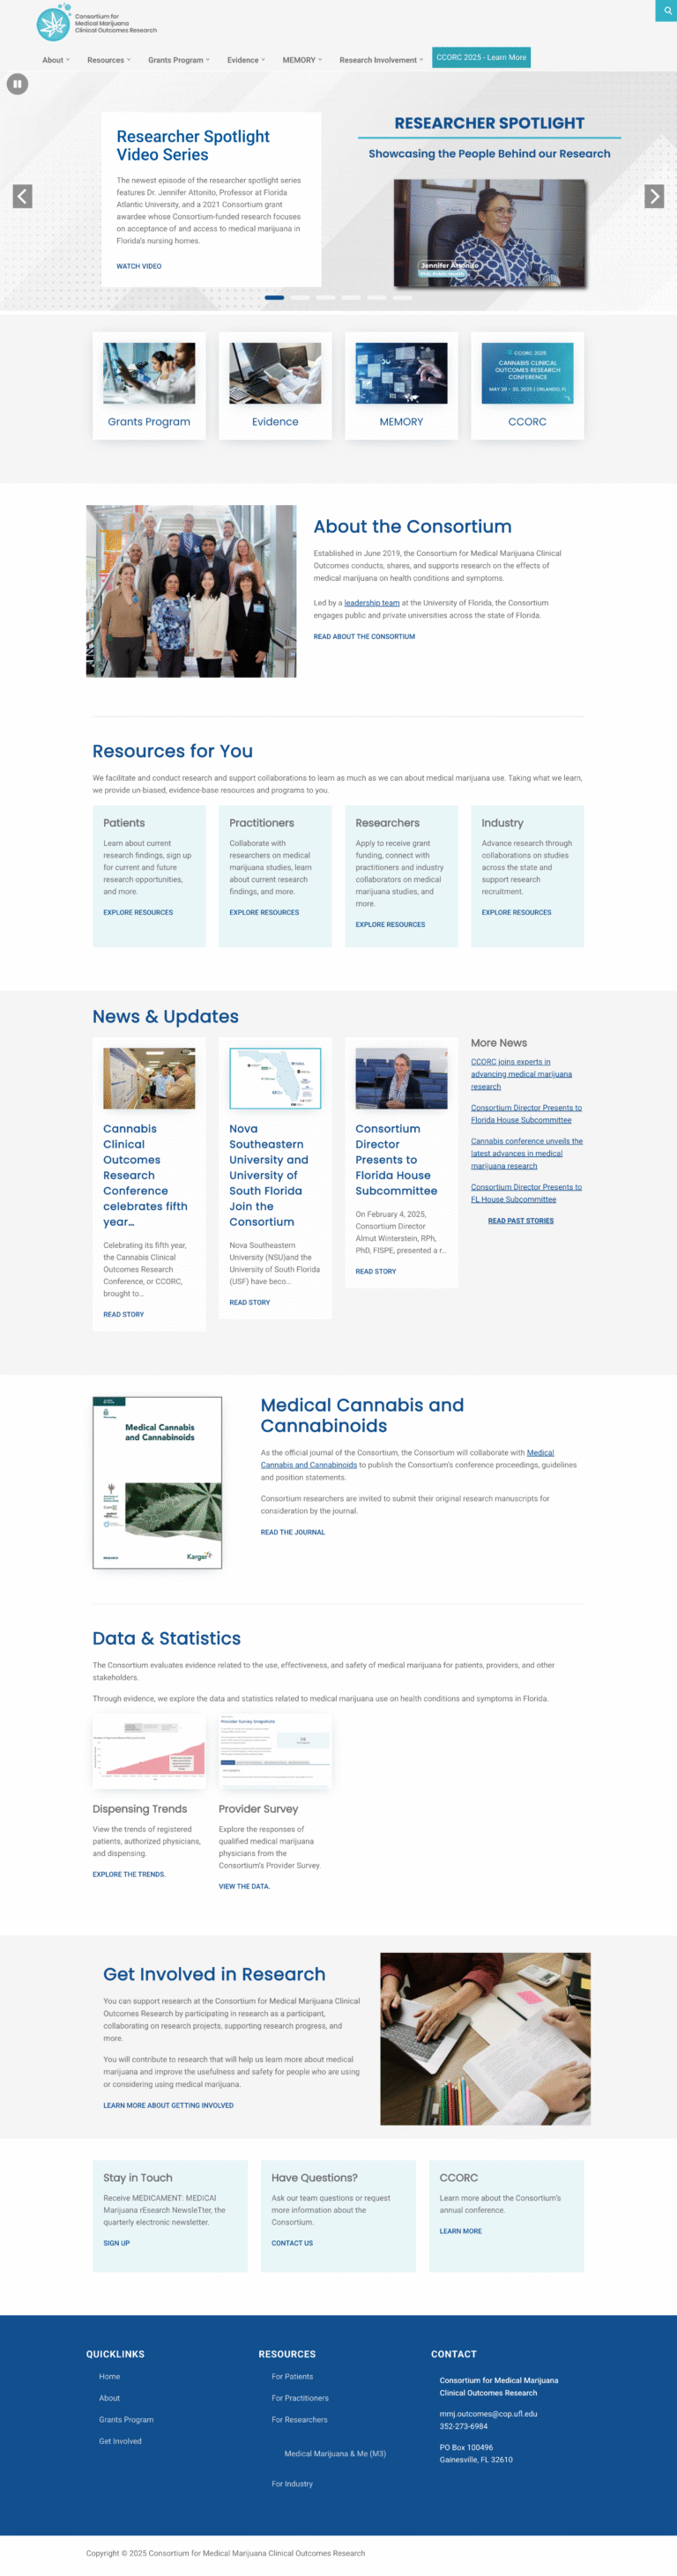 Consortium for
Medical Marijuana
Clinical Outcomes Research
About
Resources
Grants Program
Evidence
MEMORY
Research Involvement
CCORC 2025 - Learn More
Researcher Spotlight
Video Series
The newest episode of the researcher spotlight series
features Dr. Jennifer Attonito, Professor at Florida
Atlantic University, and a 2021 Consortium grant
awardee whose Consortium-funded research focuses
on acceptance of and access to medical marijuana in
Florida's nursing homes.
WATCH VIDEO
RESEARCHER SPOTLIGHT
Showcasing the People Behind our Research
Jennifer Attonito
Grants Program
Evidence
MEMORY
CCORC 2025
CANNABIS CLINICAL
OUTCOMES RESEARCH
CONFERENCE
MAY 29 - 30, 2025 | ORLANDO, FL
CCORC
About the Consortium
Established in June 2019, the Consortium for Medical Marijuana Clinical
Outcomes conducts, shares, and supports research on the effects of
medical marijuana on health conditions and symptoms.
Led by a leadership team at the University of Florida, the Consortium
engages public and private universities across the state of Florida.
READ ABOUT THE CONSORTIUM
Resources for You
We facilitate and conduct research and support collaborations to learn as much as we can about medical marijuana use. Taking what we learn,
we provide un-biased, evidence-base resources and programs to you.
Patients
Learn about current
research findings, sign up
for current and future
research opportunities,
and more.
EXPLORE RESOURCES
Practitioners
Collaborate with
researchers on medical
marijuana studies, learn
about current research
findings, and more.
EXPLORE RESOURCES
Researchers
Apply to receive grant
funding, connect with
practitioners and industry
collaborators on medical
marijuana studies, and
more.
EXPLORE RESOURCES
Industry
Advance research through
collaborations on studies
across the state and
support research
recruitment.
EXPLORE RESOURCES
News & Updates
Cannabis
Clinical
Outcomes
Research
Conference
celebrates fifth
year...
Celebrating its fifth year,
the Cannabis Clinical
Outcomes Research
Conference, or CCORC,
brought to...
READ STORY
Nova
Southeastern
University and
University of
South Florida
Join the
Consortium
Nova Southeastern
University (NSU)and the
University of South Florida
(USF) have beco...
READ STORY
Consortium
Director
Presents to
Florida House
Subcommittee
On February 4, 2025,
Consortium Director
Almut Winterstein, RPh,
PhD, FISPE, presented a r...
READ STORY
More News
CCORC joins experts in
advancing medical marijuana
research
Consortium Director Presents to
Florida House Subcommittee
Cannabis conference unveils the
latest advances in medical
marijuana research
Consortium Director Presents to
FL House Subcommittee
READ PAST STORIES
Medical Cannabis
and Cannabinoids
Karger
Medical Cannabis and
Cannabinoids
As the official journal of the Consortium, the Consortium will collaborate with Medical
Cannabis and Cannabinoids to publish the Consortium's conference proceedings, guidelines
and position statements.
Consortium researchers are invited to submit their original research manuscripts for
consideration by the journal.
READ THE JOURNAL
Data & Statistics
The Consortium evaluates evidence related to the use, effectiveness, and safety of medical marijuana for patients, providers, and other
stakeholders.
Through evidence, we explore the data and statistics related to medical marijuana use on health conditions and symptoms in Florida.
Provider Survey Snapshots
Dispensing Trends
View the trends of registered
patients, authorized physicians,
and dispensing.
EXPLORE THE TRENDS.
Provider Survey
Explore the responses of
qualified medical marijuana
physicians from the
Consortium's Provider Survey.
VIEW THE DATA.
Get Involved in Research
You can support research at the Consortium for Medical Marijuana Clinical
Outcomes Research by participating in research as a participant,
collaborating on research projects, supporting research progress, and
more.
You will contribute to research that will help us learn more about medical
marijuana and improve the usefulness and safety for people who are using
or considering using medical marijuana.
LEARN MORE ABOUT GETTING INVOLVED
Stay in Touch
Receive MEDICAMENT: MEDICAl
Marijuana rEsearch NewsleTter, the
quarterly electronic newsletter.
SIGN UP
Have Questions?
Ask our team questions or request
more information about the
Consortium.
CONTACT US
CCORC
Learn more about the Consortium's
annual conference.
LEARN MORE
QUICKLINKS
Home
About
Grants Program
Get Involved
RESOURCES
For Patients
For Practitioners
For Researchers
Medical Marijuana & Me (M3)
For Industry
CONTACT
Consortium for Medical Marijuana
Clinical Outcomes Research
mmj.outcomes@cop.ufl.edu
352-273-6984
PO Box 100496
Gainesville, FL 32610
Copyright © 2025 Consortium for Medical Marijuana Clinical Outcomes Research